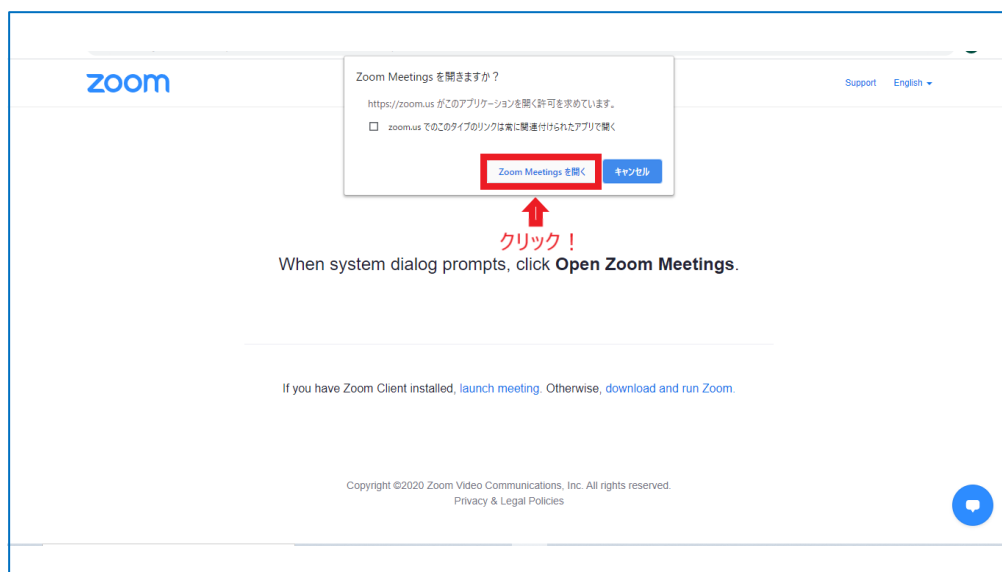 zoom
Zoom Meetings を開きますか？
https://zoom.us がこのアプリケーションを開く許可を求めています。
zoom.us でのこのタイプのリンクは常に関連付けられたアプリで開く
Zoom Meetings を開く キャンセル
Support English
クリック！
When system dialog prompts, click Open Zoom Meetings.
If you have Zoom Client installed, launch meeting. Otherwise, download and run Zoom.
Copyright ©2020 Zoom Video Communications, Inc. All rights reserved.
Privacy & Legal Policies